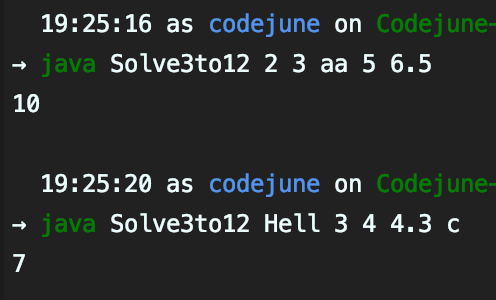 19:25:16 as codejune on Codejune-
→ java Solve3to12 2 3 aa 5 6.5
10
19:25:20 as codejune on Codejune-
→ java Solve3to12 Hell 3 4 4.3 c
7